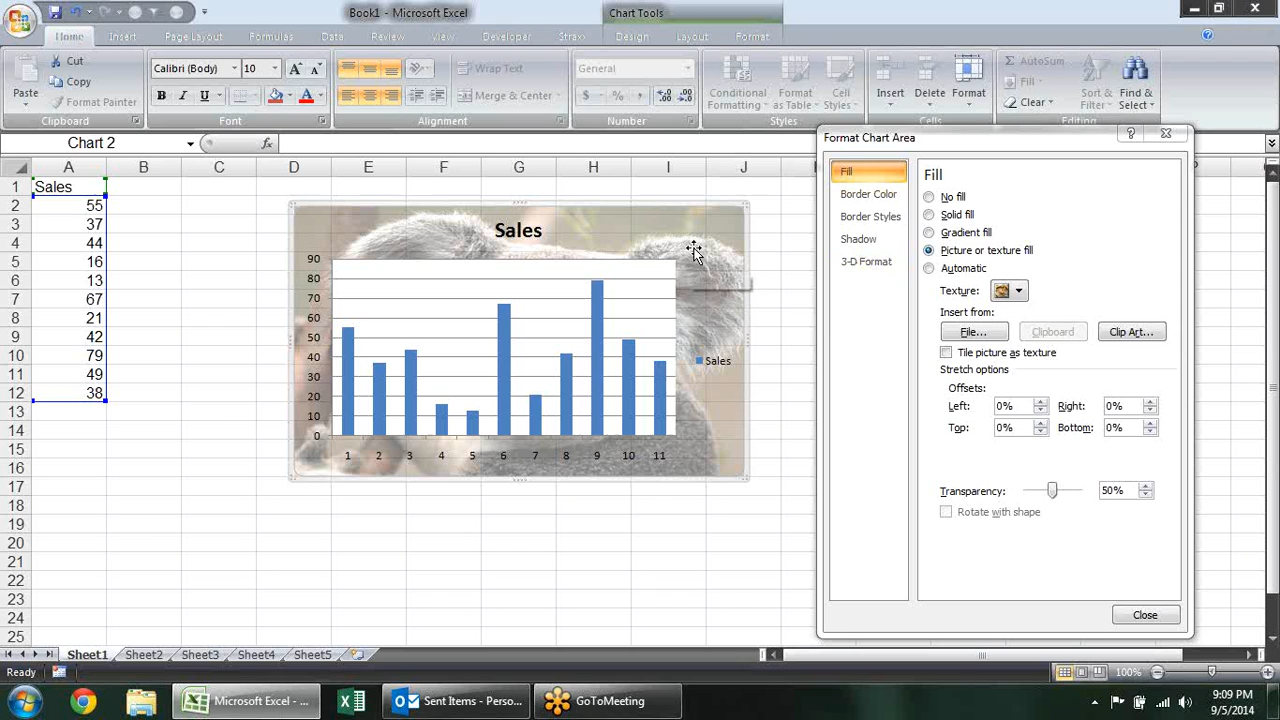 Book1 - Microsoft Excel
Chart Tools
Home Insert Page Layout Formulas Data Review View Developer Design Layout Format
Paste
Cut
Copy
Format Painter
Clipboard
Calibri (Body) 10
B I U
Font
Wrap Text
Merge & Center
Alignment
General
$ % ,
Number
Conditional Formatting
Format as Table
Cell Styles
Styles
Insert
Delete
Format
Cells
AutoSum
Fill
Clear
Sort & Filter
Find & Select
Editing
Chart 2
fx
A B C D E F G H I J
1 Sales
2 55
3 37
4 44
5 16
6 13
7 67
8 21
9 42
10 79
11 49
12 38
13
14
15
16
17
18
19
20
21
22
23
24
25
Sales
90
80
70
60
50
40
30
20
10
0
1 2 3 4 5 6 7 8 9 10 11
Sales
Format Chart Area
Fill
Border Color
Border Styles
Shadow
3-D Format
Fill
No fill
Solid fill
Gradient fill
Picture or texture fill
Automatic
Texture:
Insert from:
File... Clipboard Clip Art...
Tile picture as texture
Stretch options
Offsets:
Left: 0% Right: 0%
Top: 0% Bottom: 0%
Transparency: 50%
Rotate with shape
Close
Sheet1 Sheet2 Sheet3 Sheet4 Sheet5
Ready
100%
Microsoft Excel - ...
Sent Items - Perso...
GoToMeeting
9:09 PM
9/5/2014